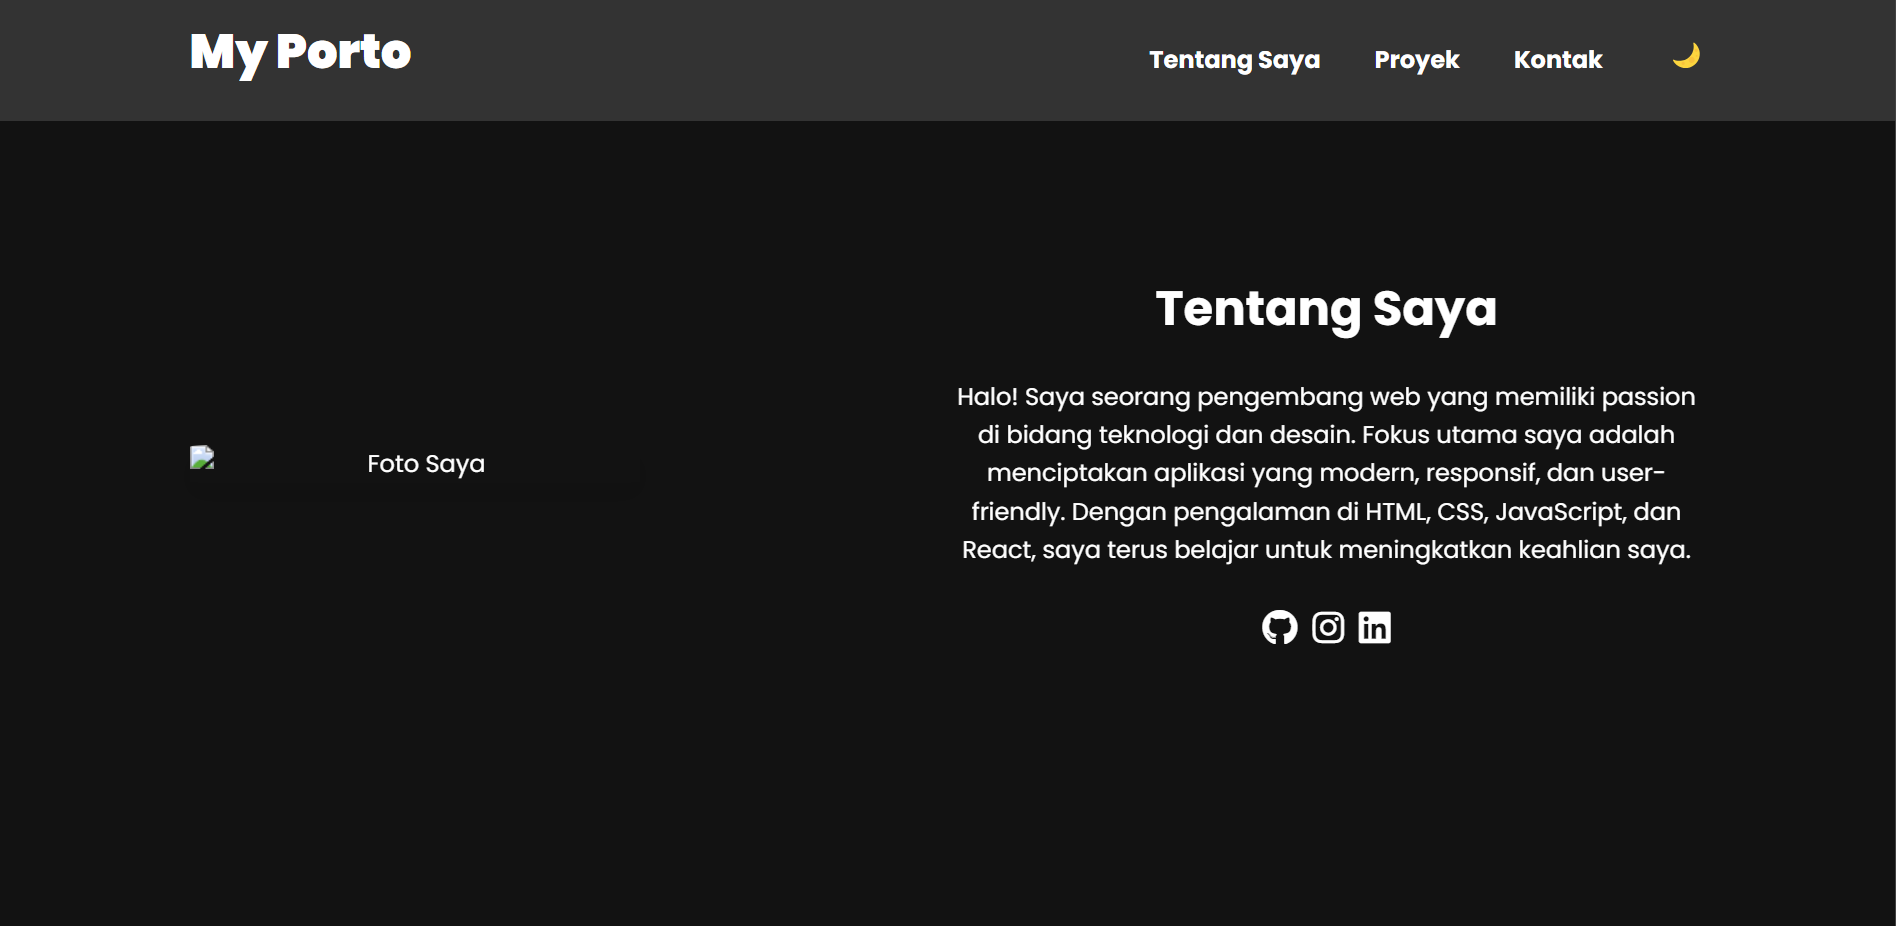 My Porto
Tentang Saya
Proyek
Kontak
Foto Saya
Tentang Saya
Halo! Saya seorang pengembang web yang memiliki passion
di bidang teknologi dan desain. Fokus utama saya adalah
menciptakan aplikasi yang modern, responsif, dan user-
friendly. Dengan pengalaman di HTML, CSS, JavaScript, dan
React, saya terus belajar untuk meningkatkan keahlian saya.
in